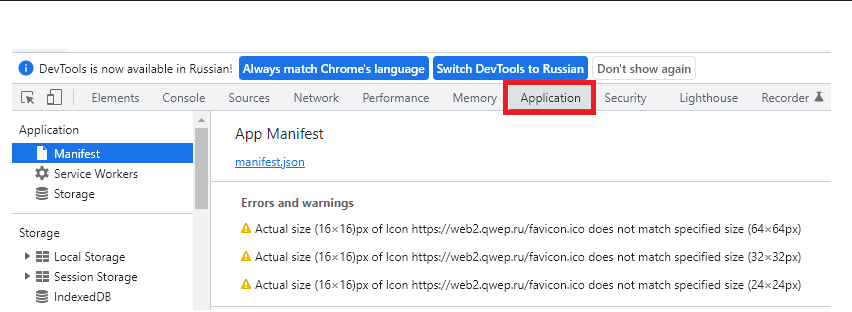 DevTools is now available in Russian! Always match Chrome's language Switch DevTools to Russian Don't show again
Elements Console Sources Network Performance Memory Application Security Lighthouse Recorder
Application
Manifest
Service Workers
Storage
Storage
Local Storage
Session Storage
IndexedDB
App Manifest
manifest.json
Errors and warnings
Actual size (16×16)px of Icon https://web2.qwep.ru/favicon.ico does not match specified size (64×64px)
Actual size (16×16)px of Icon https://web2.qwep.ru/favicon.ico does not match specified size (32×32px)
Actual size (16×16)px of Icon https://web2.qwep.ru/favicon.ico does not match specified size (24×24px)